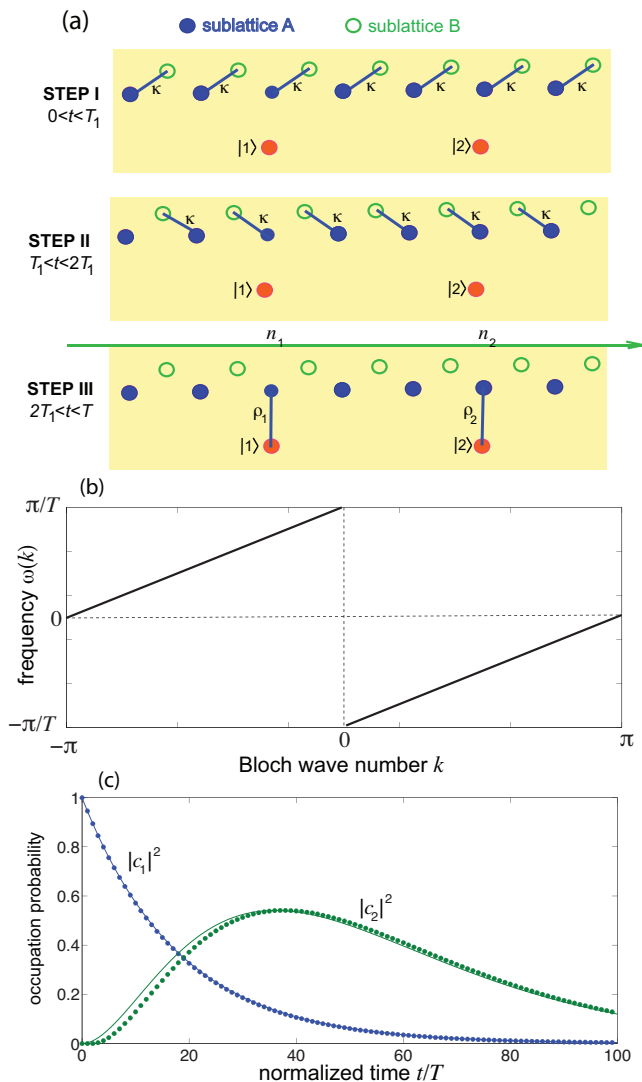 (a)
sublattice A
sublattice B
STEP I
0<t<T₁
κ κ κ κ κ κ κ
|1⟩ |2⟩
STEP II
T₁<t<2T₁
κ κ κ κ κ κ
|1⟩ |2⟩
n₁ n₂
STEP III
2T₁<t<T
ρ₁ ρ₂
|1⟩ |2⟩
(b)
π/T
0
−π/T
frequency ω(k)
−π 0 π
Bloch wave number k
(c)
1
0.8
0.6
0.4
0.2
0
occupation probability
|c₁|²
|c₂|²
0 20 40 60 80 100
normalized time t/T